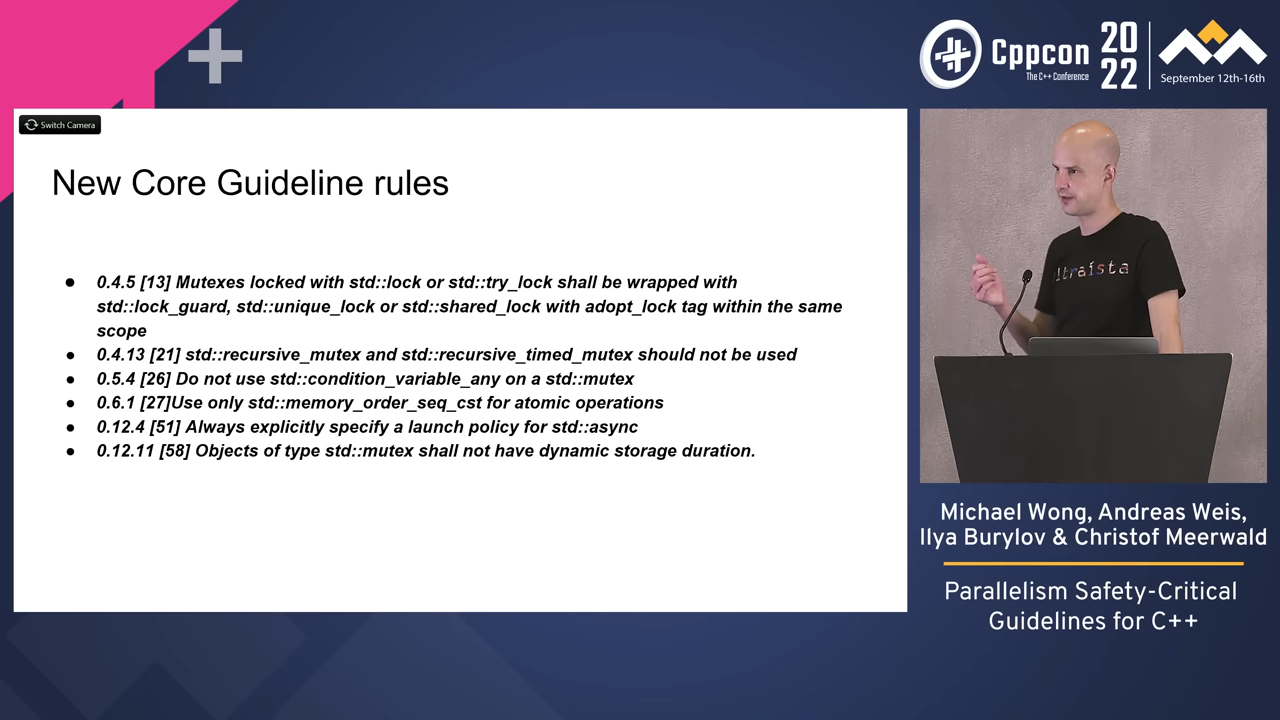 Cppcon
The C++ Conference
20
22
September 12th-16th
Switch Camera
New Core Guideline rules
● 0.4.5 [13] Mutexes locked with std::lock or std::try_lock shall be wrapped with
std::lock_guard, std::unique_lock or std::shared_lock with adopt_lock tag within the same
scope
● 0.4.13 [21] std::recursive_mutex and std::recursive_timed_mutex should not be used
● 0.5.4 [26] Do not use std::condition_variable_any on a std::mutex
● 0.6.1 [27]Use only std::memory_order_seq_cst for atomic operations
● 0.12.4 [51] Always explicitly specify a launch policy for std::async
● 0.12.11 [58] Objects of type std::mutex shall not have dynamic storage duration.
ultraísta
Michael Wong, Andreas Weis,
Ilya Burylov & Christof Meerwald
Parallelism Safety-Critical
Guidelines for C++